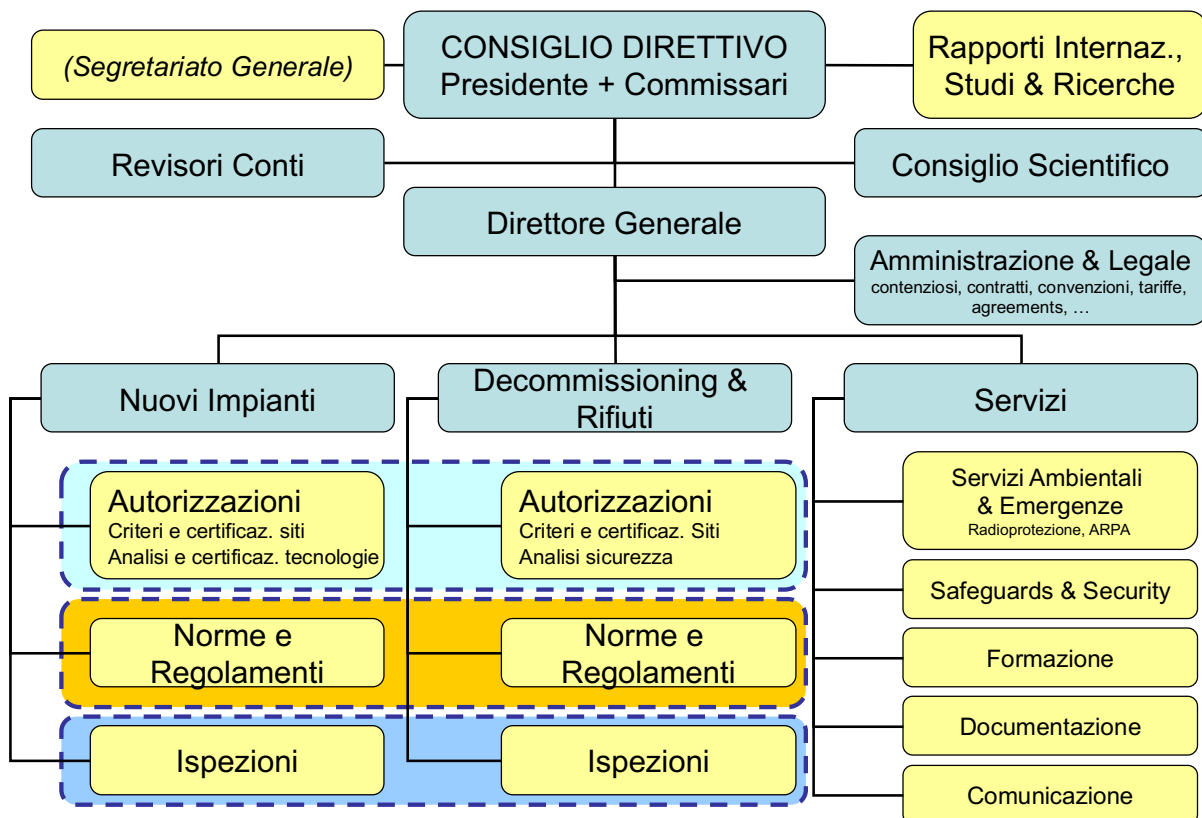 (Segretariato Generale)
CONSIGLIO DIRETTIVO
Presidente + Commissari
Rapporti Internaz.,
Studi & Ricerche
Revisori Conti
Consiglio Scientifico
Direttore Generale
Amministrazione & Legale
contenziosi, contratti, convenzioni, tariffe,
agreements, …
Nuovi Impianti
Decommissioning &
Rifiuti
Servizi
Autorizzazioni
Criteri e certificaz. siti
Analisi e certificaz. tecnologie
Autorizzazioni
Criteri e certificaz. Siti
Analisi sicurezza
Servizi Ambientali
& Emergenze
Radioprotezione, ARPA
Safeguards & Security
Norme e
Regolamenti
Norme e
Regolamenti
Formazione
Documentazione
Ispezioni
Ispezioni
Comunicazione